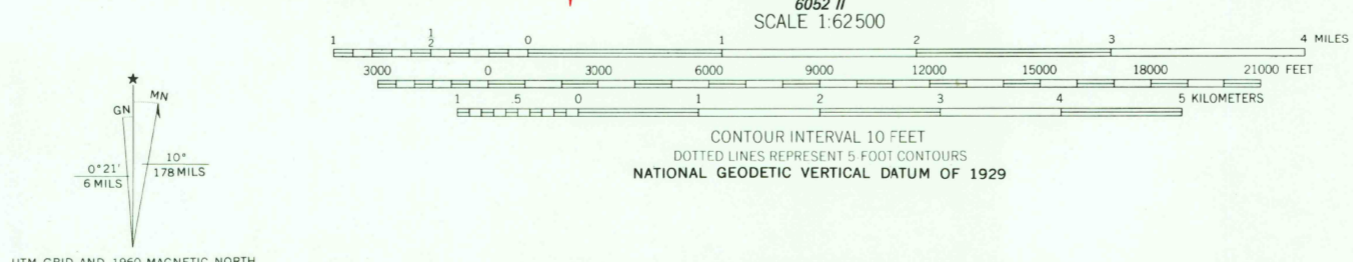 6052 II
SCALE 1:62500
1 1/2 0 1 2 3 4 MILES
3000 0 3000 6000 9000 12000 15000 18000 21000 FEET
1 .5 0 1 2 3 4 5 KILOMETERS
CONTOUR INTERVAL 10 FEET
DOTTED LINES REPRESENT 5 FOOT CONTOURS
NATIONAL GEODETIC VERTICAL DATUM OF 1929
★
GN MN
0°21' 10°
6 MILS 178 MILS
UTM GRID AND 1960 MAGNETIC NORTH